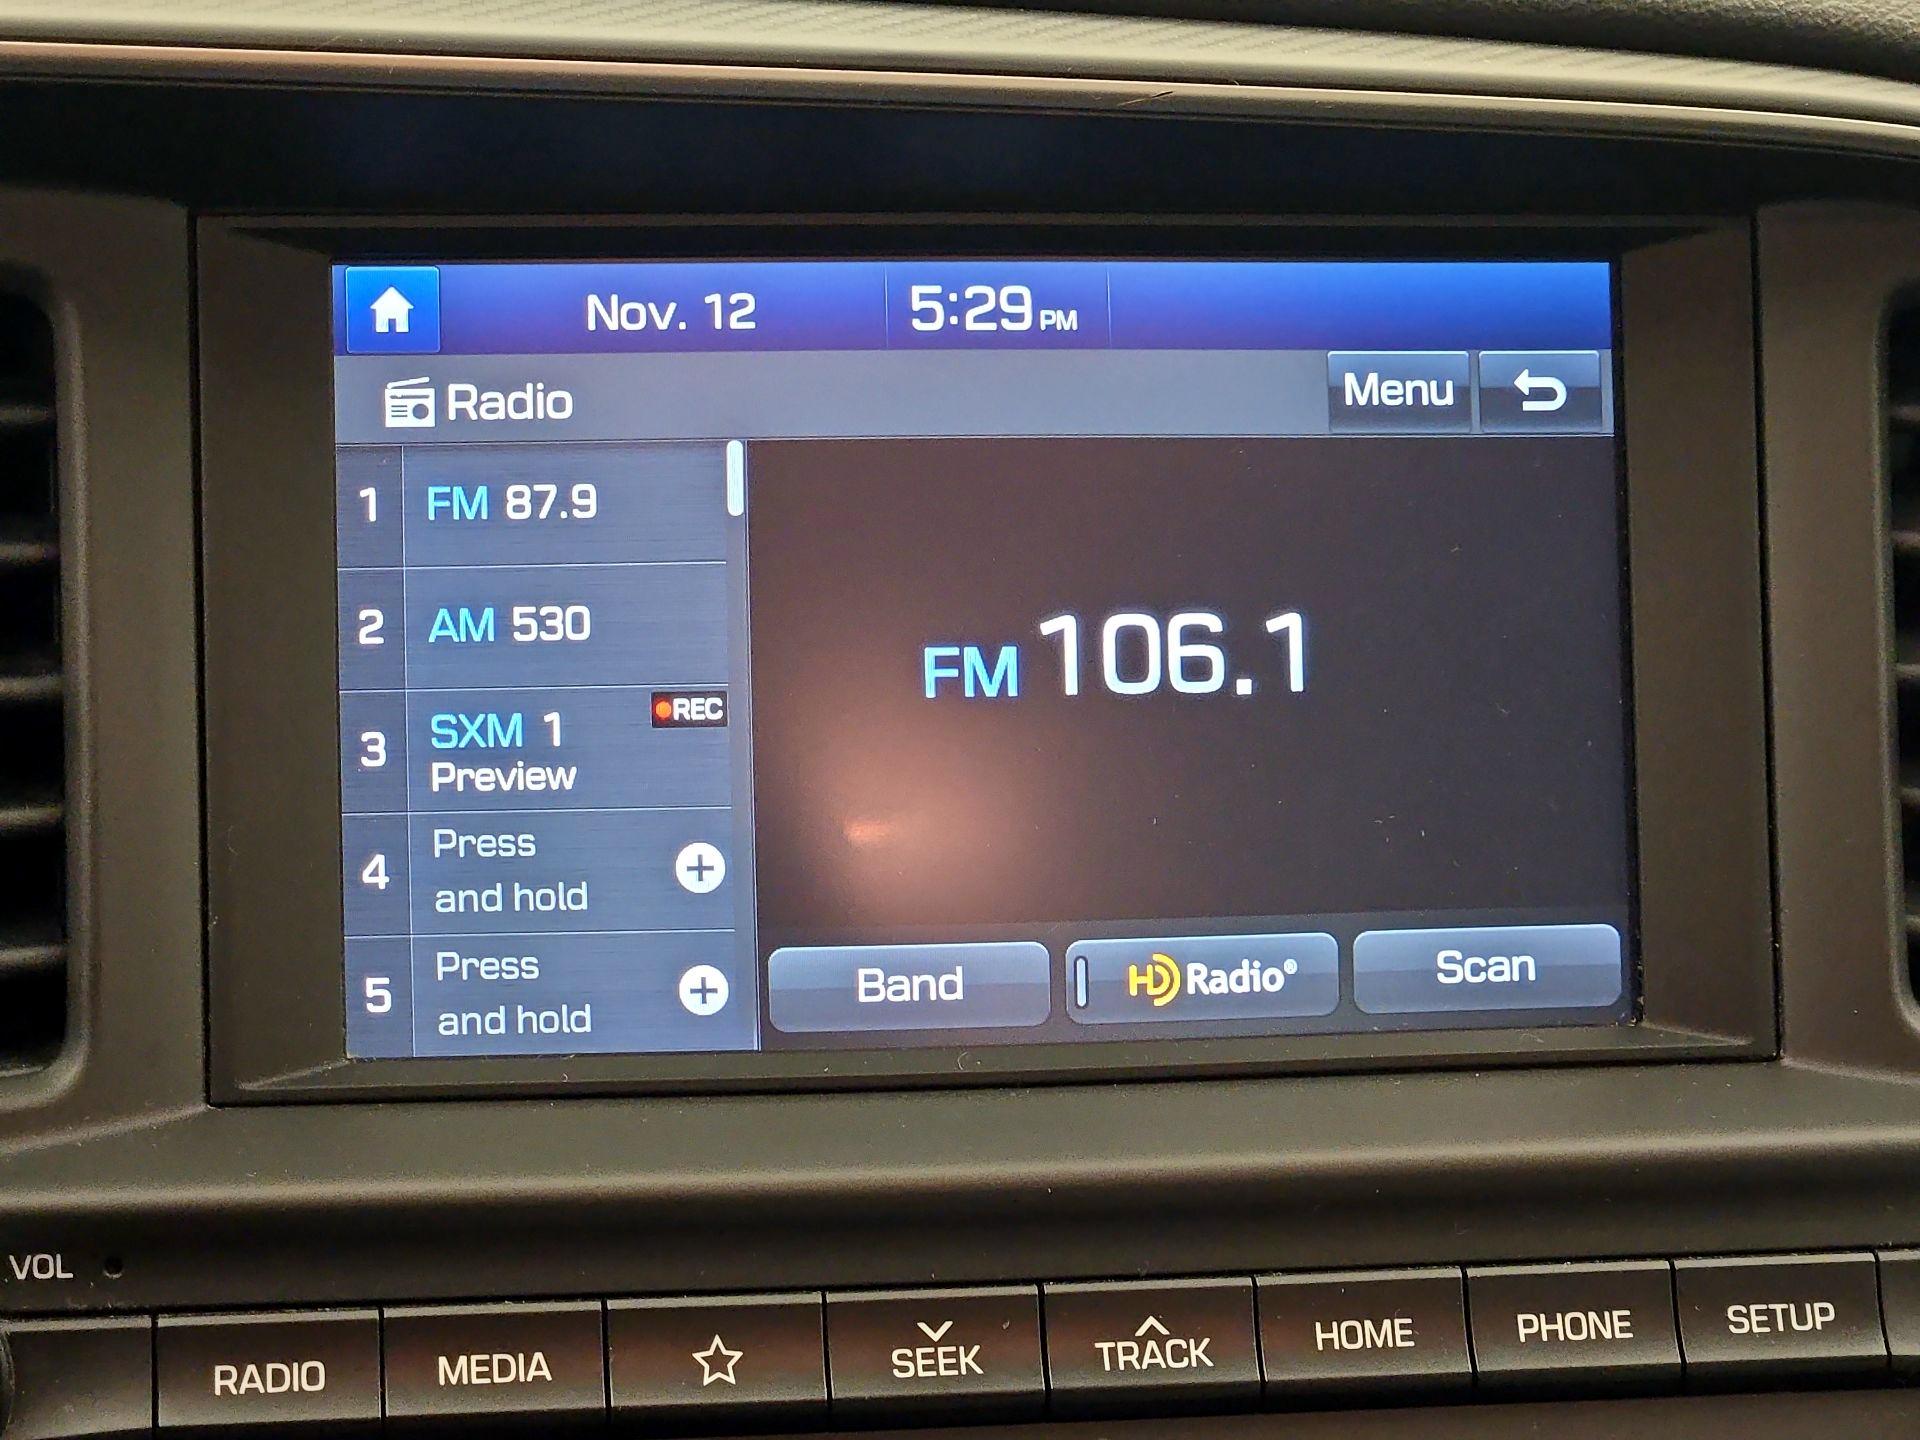 Nov. 12 5:29 PM
Radio Menu
1 FM 87.9
2 AM 530
3 SXM 1 REC
Preview
4 Press
and hold
5 Press
and hold
FM 106.1
Band HD Radio® Scan
VOL
RADIO MEDIA SEEK TRACK HOME PHONE SETUP